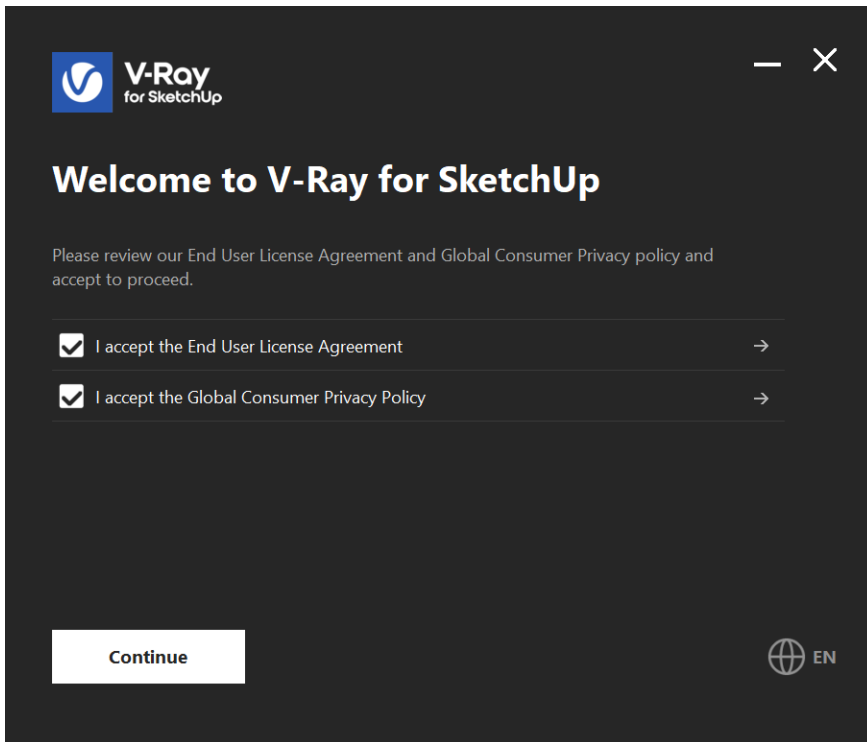 V-Ray
for SketchUp
Welcome to V-Ray for SketchUp
Please review our End User License Agreement and Global Consumer Privacy policy and
accept to proceed.
I accept the End User License Agreement
I accept the Global Consumer Privacy Policy
Continue
EN